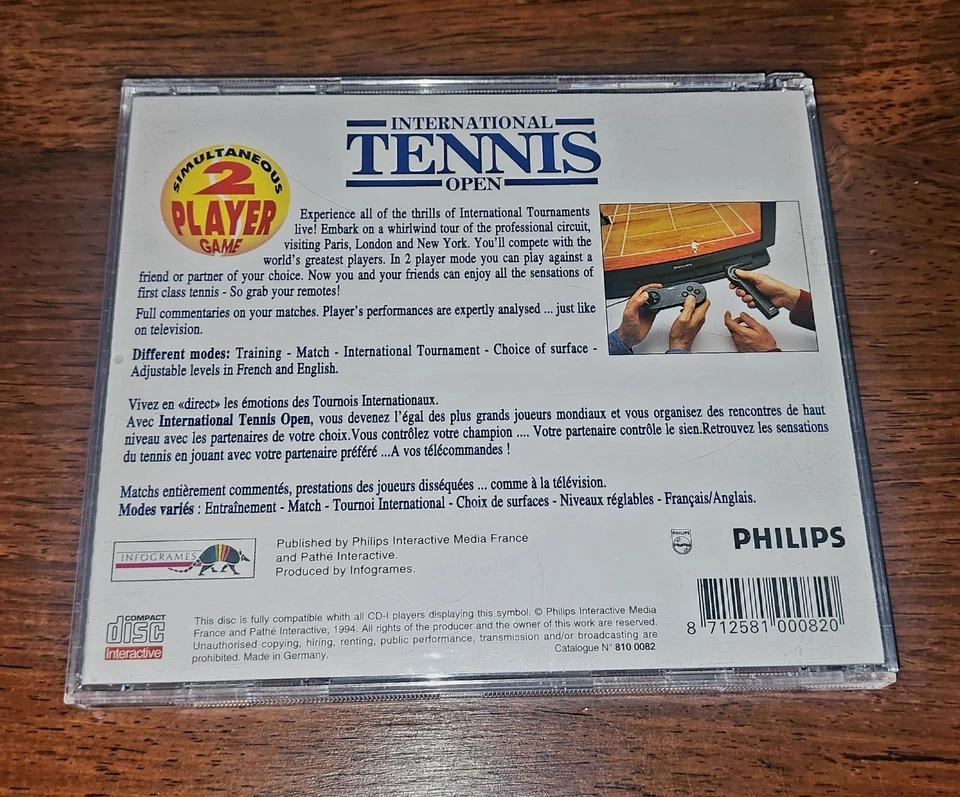 INTERNATIONAL
TENNIS
OPEN
SIMULTANEOUS
2
PLAYER
GAME
Experience all of the thrills of International Tournaments
live! Embark on a whirlwind tour of the professional circuit,
visiting Paris, London and New York. You'll compete with the
world's greatest players. In 2 player mode you can play against a
friend or partner of your choice. Now you and your friends can enjoy all the sensations of
first class tennis - So grab your remotes!
Full commentaries on your matches. Player's performances are expertly analysed ... just like
on television.
Different modes: Training - Match - International Tournament - Choice of surface -
Adjustable levels in French and English.
PHILIPS
Vivez en «direct» les émotions des Tournois Internationaux.
Avec International Tennis Open, vous devenez l'égal des plus grands joueurs mondiaux et vous organisez des rencontres de haut
niveau avec les partenaires de votre choix.Vous contrôlez votre champion .... Votre partenaire contrôle le sien.Retrouvez les sensations
du tennis en jouant avec votre partenaire préféré ...A vos télécommandes !
Matchs entièrement commentés, prestations des joueurs disséquées ... comme à la télévision.
Modes variés : Entraînement - Match - Tournoi International - Choix de surfaces - Niveaux réglables - Français/Anglais.
INFOGRAMES
Published by Philips Interactive Media France
and Pathé Interactive.
Produced by Infogrames.
PHILIPS
PHILIPS
COMPACT
disc
Interactive
This disc is fully compatible whith all CD-I players displaying this symbol. © Philips Interactive Media
France and Pathé Interactive, 1994. All rights of the producer and the owner of this work are reserved.
Unauthorised copying, hiring, renting, public performance, transmission and/or broadcasting are
prohibited. Made in Germany.
Catalogue N° 810 0082
8 712581 000820